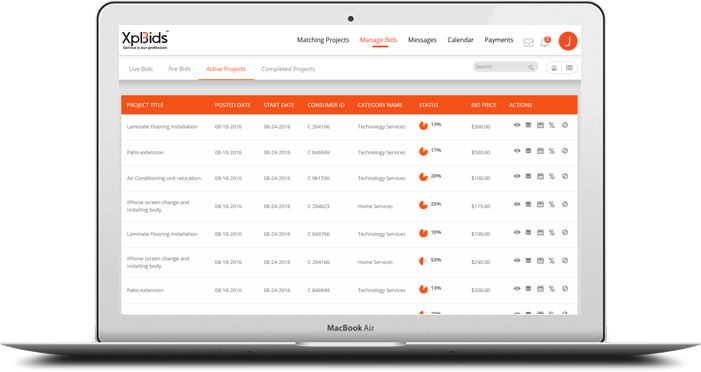 XpBids
Service is our profession
Matching Projects Manage Bids Messages Calendar Payments 2 J
Live Bids Pre Bids Active Projects Completed Projects Search
PROJECT TITLE POSTED DATE START DATE CONSUMER ID CATEGORY NAME STATUS BID PRICE ACTIONS
Laminate Flooring Installation 08-18-2016 08-24-2016 C 264166 Technology Services 13% $300.00
Patio extension 08-18-2016 08-24-2016 C 846949 Technology Services 17% $500.00
Air Conditioning unit relocation 08-18-2016 08-24-2016 C 961556 Technology Services 20% $100.00
iPhone screen change and
installing body 08-18-2016 08-24-2016 C 284623 Home Services 25% $175.00
Laminate Flooring Installation 08-18-2016 08-24-2016 C 849766 Technology Services 10% $190.00
iPhone screen change and
installing body 08-18-2016 08-24-2016 C 264166 Home Services 53% $240.00
Patio extension 08-18-2016 08-24-2016 C 846949 Technology Services 13% $200.00
MacBook Air